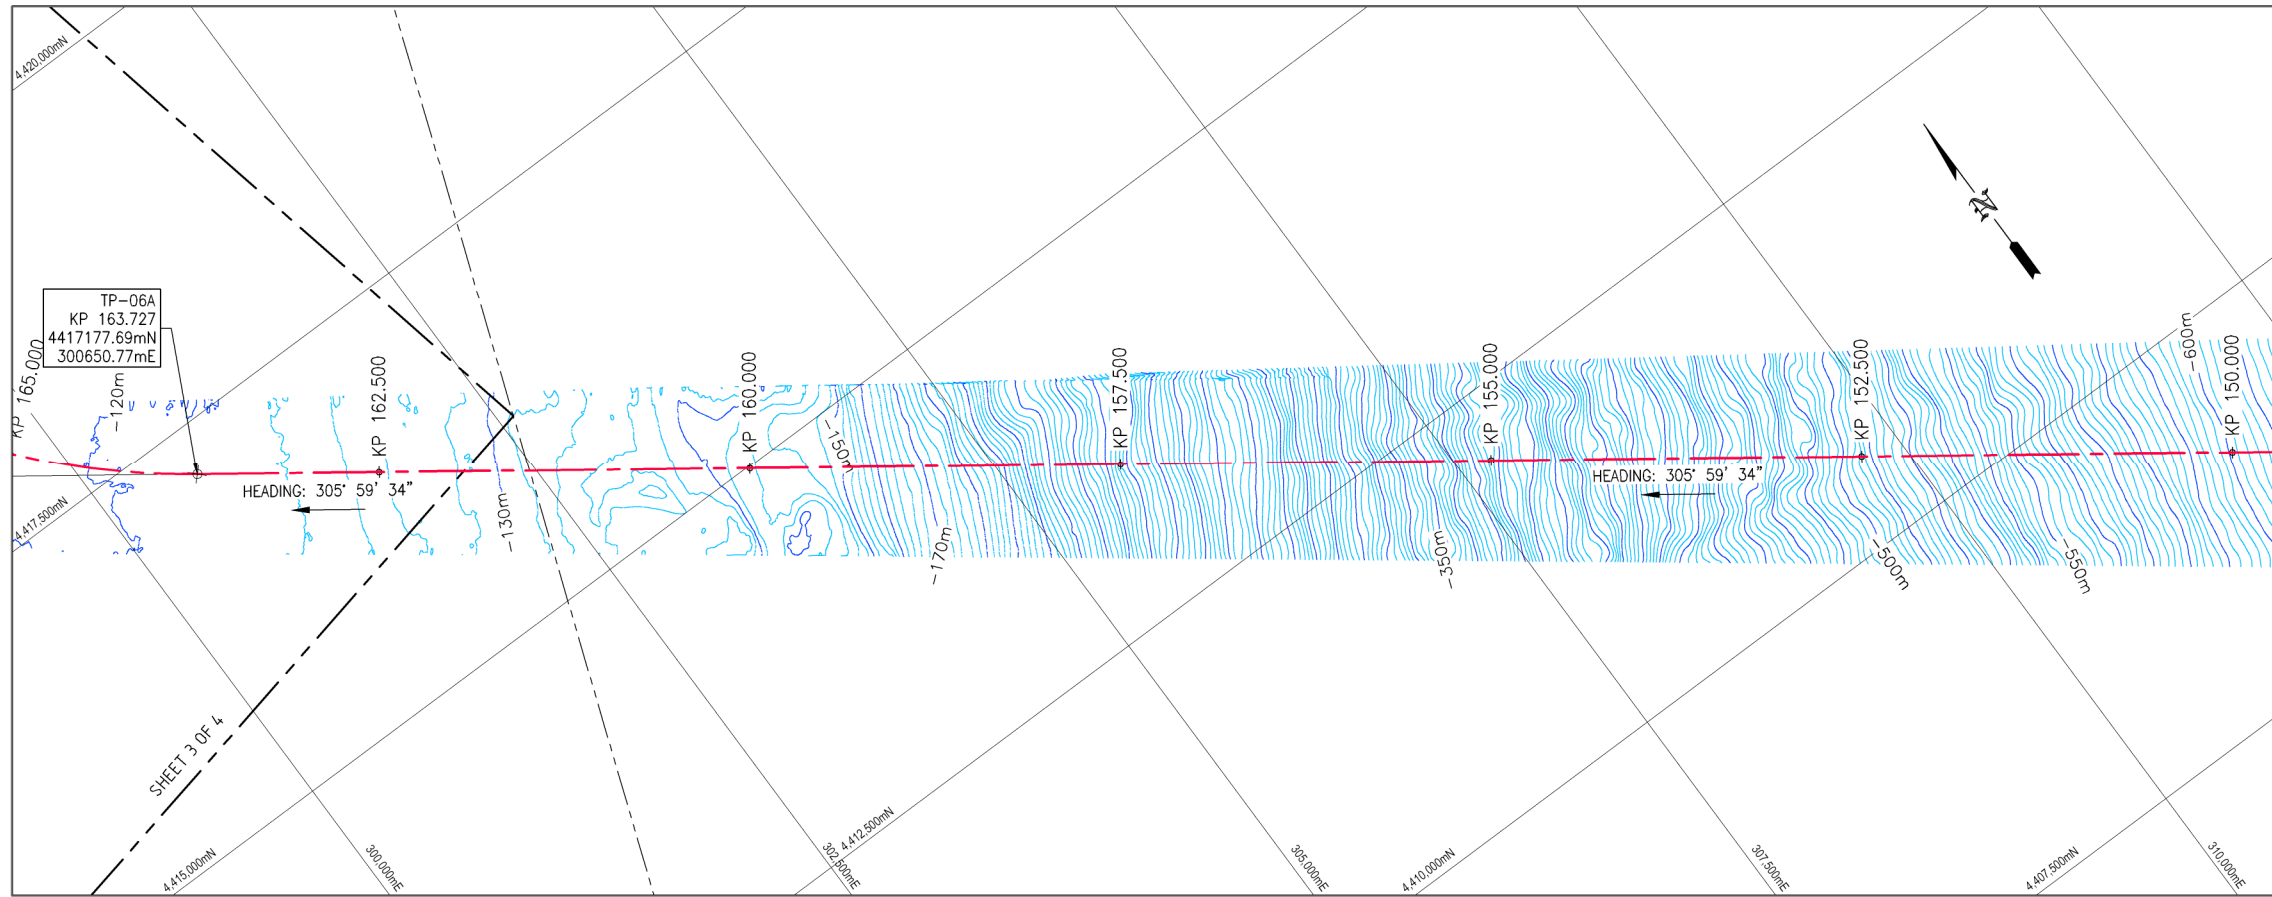 4,420,000mN
TP-06A
KP 163.727
4417177.69mN
300650.77mE
KP 165.000
-120m
KP 162.500
KP 160.000
KP 157.500
KP 155.000
KP 152.500
KP 150.000
-600m
N
-150m
HEADING: 305° 59' 34"
HEADING: 305° 59' 34"
4,417,500mN
-130m
-170m
-350m
-500m
-550m
SHEET 3 OF 4
4,415,000mN
300,000mE
302,500mE
4,412,500mN
305,000mE
4,410,000mN
307,500mE
4,407,500mN
310,000mE